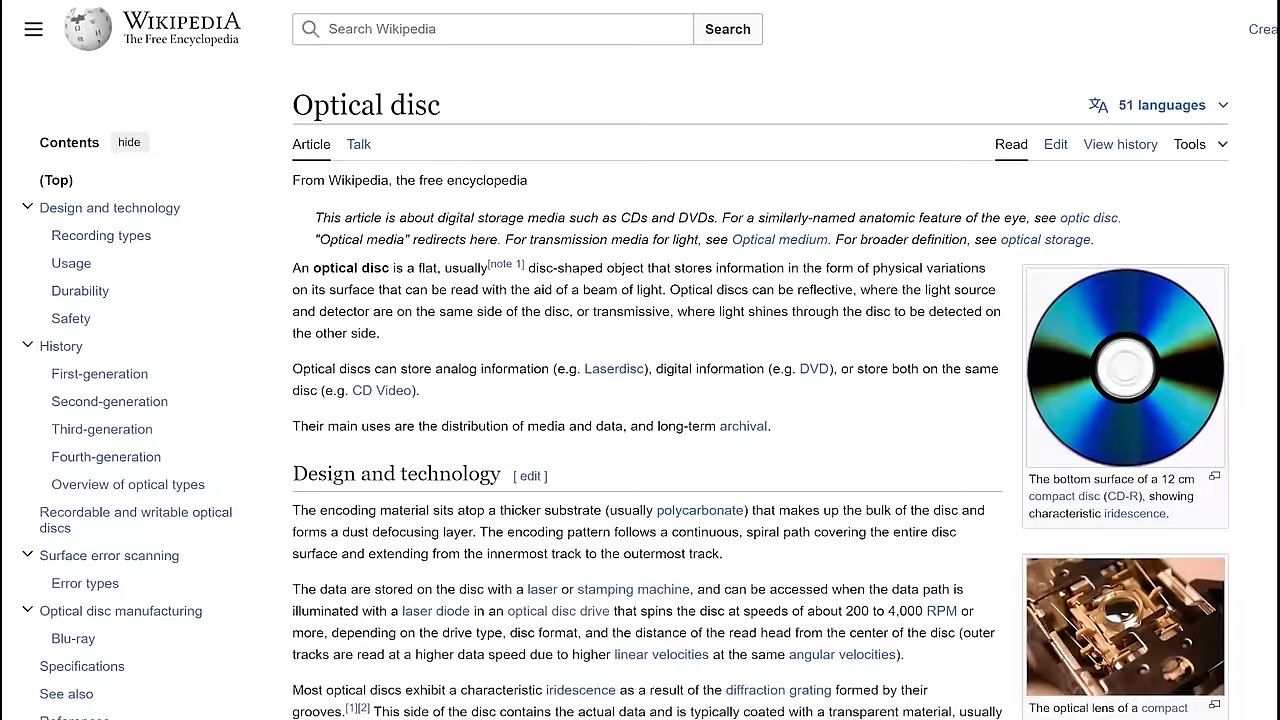 WIKIPEDIA
The Free Encyclopedia
Search Wikipedia
Search
Crea
Optical disc
51 languages
Contents
hide
Article
Talk
Read
Edit
View history
Tools
(Top)
Design and technology
Recording types
Usage
Durability
Safety
History
First-generation
Second-generation
Third-generation
Fourth-generation
Overview of optical types
Recordable and writable optical
discs
Surface error scanning
Error types
Optical disc manufacturing
Blu-ray
Specifications
See also
References
From Wikipedia, the free encyclopedia
This article is about digital storage media such as CDs and DVDs. For a similarly-named anatomic feature of the eye, see optic disc.
"Optical media" redirects here. For transmission media for light, see Optical medium. For broader definition, see optical storage.
An optical disc is a flat, usually[note 1] disc-shaped object that stores information in the form of physical variations
on its surface that can be read with the aid of a beam of light. Optical discs can be reflective, where the light source
and detector are on the same side of the disc, or transmissive, where light shines through the disc to be detected on
the other side.
Optical discs can store analog information (e.g. Laserdisc), digital information (e.g. DVD), or store both on the same
disc (e.g. CD Video).
Their main uses are the distribution of media and data, and long-term archival.
Design and technology [ edit ]
The encoding material sits atop a thicker substrate (usually polycarbonate) that makes up the bulk of the disc and
forms a dust defocusing layer. The encoding pattern follows a continuous, spiral path covering the entire disc
surface and extending from the innermost track to the outermost track.
The data are stored on the disc with a laser or stamping machine, and can be accessed when the data path is
illuminated with a laser diode in an optical disc drive that spins the disc at speeds of about 200 to 4,000 RPM or
more, depending on the drive type, disc format, and the distance of the read head from the center of the disc (outer
tracks are read at a higher data speed due to higher linear velocities at the same angular velocities).
Most optical discs exhibit a characteristic iridescence as a result of the diffraction grating formed by their
grooves.[1][2] This side of the disc contains the actual data and is typically coated with a transparent material, usually
The bottom surface of a 12 cm
compact disc (CD-R), showing
characteristic iridescence.
The optical lens of a compact